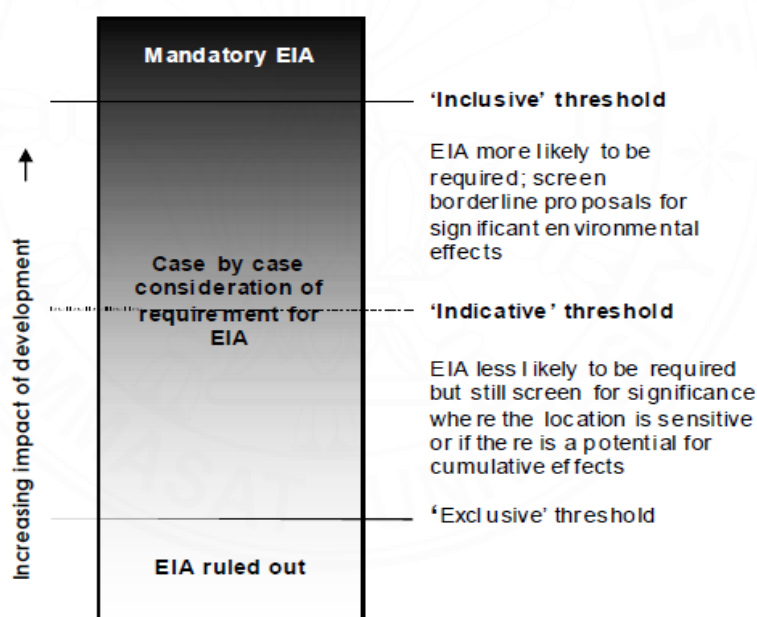 Mandatory EIA
'Inclusive' threshold
EIA more likely to be
required; screen
borderline proposals for
significant environmental
effects
Case by case
consideration of
requirement for
EIA
'Indicative' threshold
EIA less likely to be required
but still screen for significance
where the location is sensitive
or if there is a potential for
cumulative effects
'Exclusive' threshold
EIA ruled out
Increasing impact of development